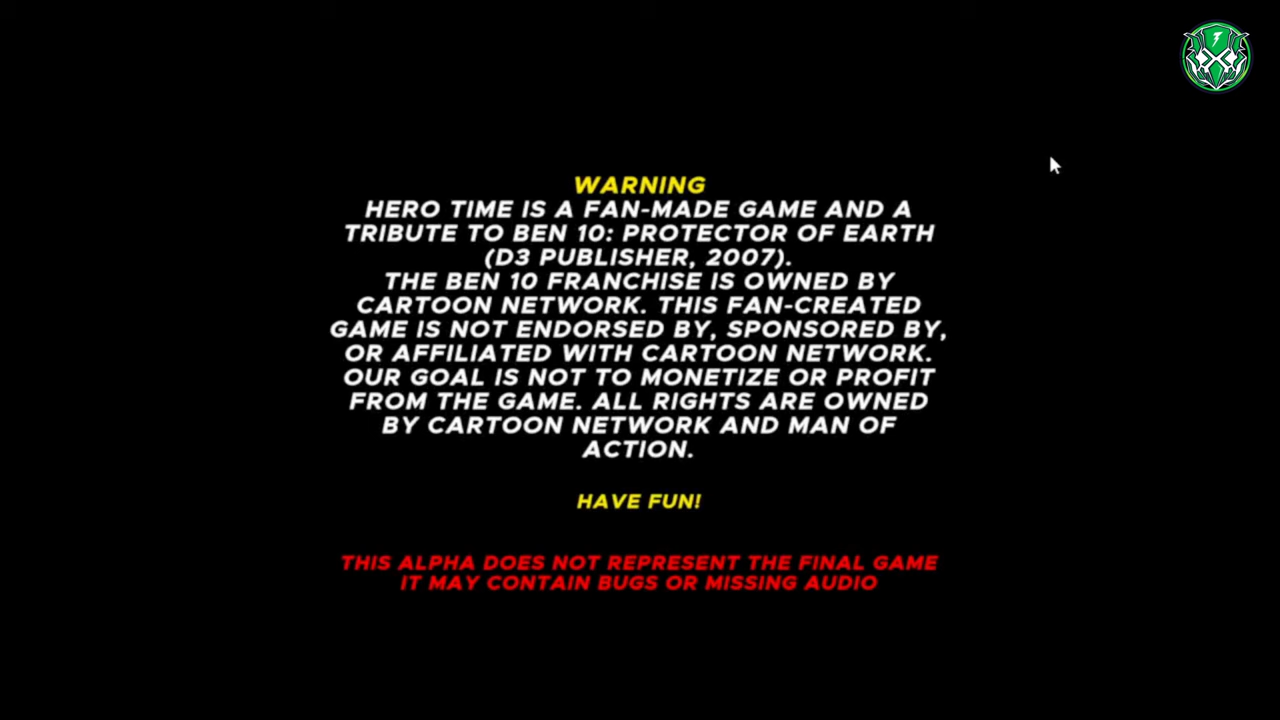 WARNING
HERO TIME IS A FAN-MADE GAME AND A
TRIBUTE TO BEN 10: PROTECTOR OF EARTH
(D3 PUBLISHER, 2007).
THE BEN 10 FRANCHISE IS OWNED BY
CARTOON NETWORK. THIS FAN-CREATED
GAME IS NOT ENDORSED BY, SPONSORED BY,
OR AFFILIATED WITH CARTOON NETWORK.
OUR GOAL IS NOT TO MONETIZE OR PROFIT
FROM THE GAME. ALL RIGHTS ARE OWNED
BY CARTOON NETWORK AND MAN OF
ACTION.
HAVE FUN!
THIS ALPHA DOES NOT REPRESENT THE FINAL GAME
IT MAY CONTAIN BUGS OR MISSING AUDIO